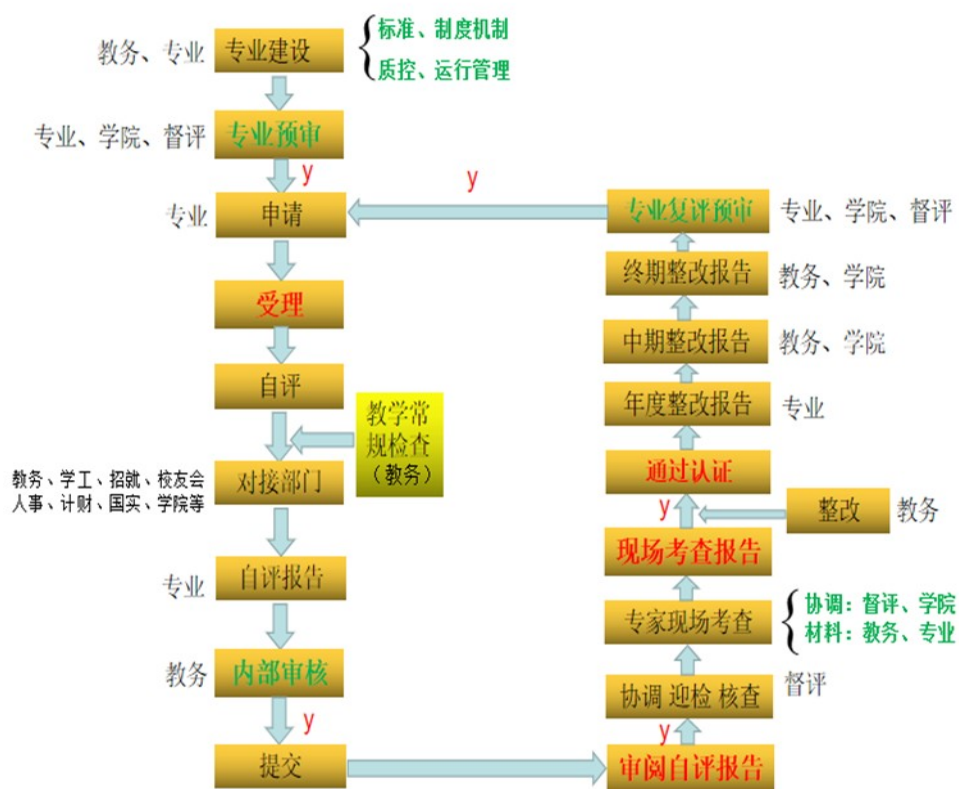 教务、专业
专业建设
标准、制度机制
质控、运行管理
专业、学院、督评
专业预审
y
专业
申请
受理
自评
教学常
规检查
（教务）
教务、学工、招就、校友会
人事、计财、国实、学院等
对接部门
专业
自评报告
教务
内部审核
y
提交
审阅自评报告
y
协调 迎检 核查
督评
专家现场考查
协调：督评、学院
材料：教务、专业
现场考查报告
y
整改
教务
通过认证
年度整改报告
专业
中期整改报告
教务、学院
终期整改报告
教务、学院
专业复评预审
专业、学院、督评
y